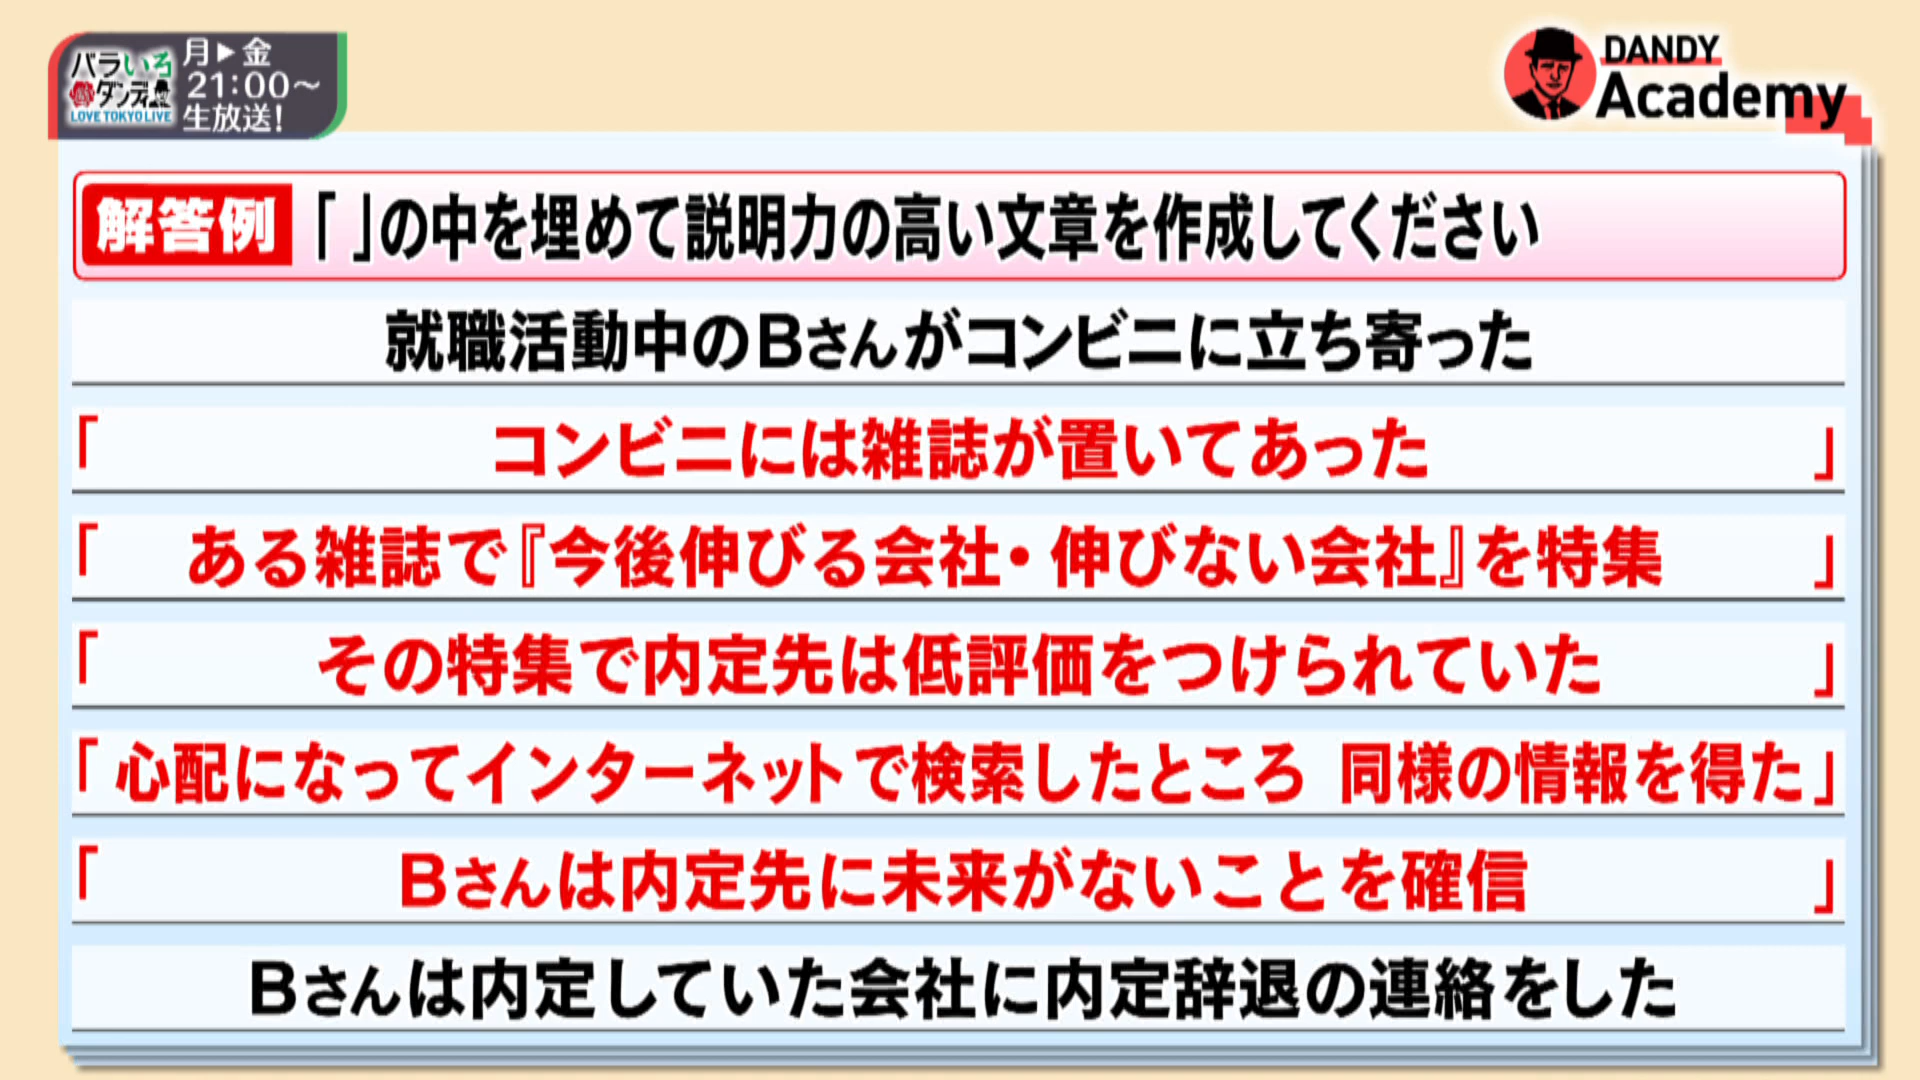 バラいろ
ダンディ
LOVE TOKYO LIVE
月▶金
21:00〜
生放送!
DANDY
Academy
解答例 「 」の中を埋めて説明力の高い文章を作成してください
就職活動中のBさんがコンビニに立ち寄った
「 コンビニには雑誌が置いてあった 」
「 ある雑誌で『今後伸びる会社・伸びない会社』を特集 」
「 その特集で内定先は低評価をつけられていた 」
「心配になってインターネットで検索したところ 同様の情報を得た」
「 Bさんは内定先に未来がないことを確信 」
Bさんは内定していた会社に内定辞退の連絡をした